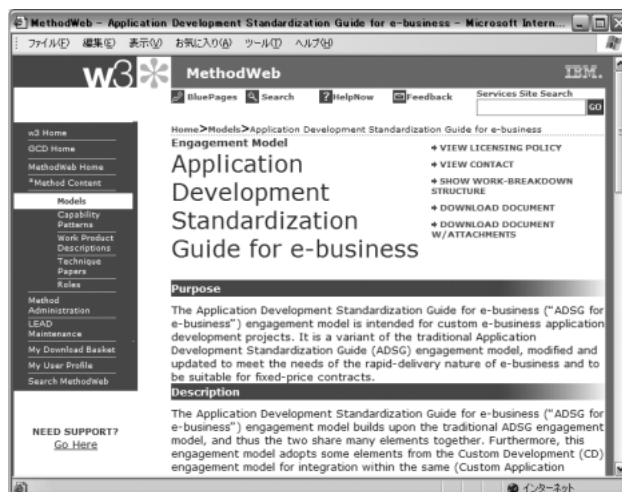 MethodWeb - Application Development Standardization Guide for e-business - Microsoft Intern...
ファイル(F) 編集(E) 表示(V) お気に入り(A) ツール(T) ヘルプ(H)
w3 MethodWeb IBM.
BluePages Search HelpNow Feedback Services Site Search
GO
Home>Models>Application Development Standardization Guide for e-business
w3 Home
GCD Home
MethodWeb Home
*Method Content
Models
Capability
Patterns
Work Product
Descriptions
Technique
Papers
Roles
Method
Administration
LEAD
Maintenance
My Download Basket
My User Profile
Search MethodWeb
NEED SUPPORT?
Go Here
Engagement Model
Application
Development
Standardization
Guide for e-business
VIEW LICENSING POLICY
VIEW CONTACT
SHOW WORK-BREAKDOWN
STRUCTURE
DOWNLOAD DOCUMENT
DOWNLOAD DOCUMENT
W/ATTACHMENTS
Purpose
The Application Development Standardization Guide for e-business ("ADSG for
e-business") engagement model is intended for custom e-business application
development projects. It is a variant of the traditional Application
Development Standardization Guide (ADSG) engagement model, modified and
updated to meet the needs of the rapid-delivery nature of e-business and to
be suitable for fixed-price contracts.
Description
The Application Development Standardization Guide for e-business ("ADSG for
e-business") engagement model builds upon the traditional ADSG engagement
model, and thus the two share many elements together. Furthermore, this
engagement model adopts some elements from the Custom Development (CD)
engagement model for integration within the same (Custom Application
インターネット